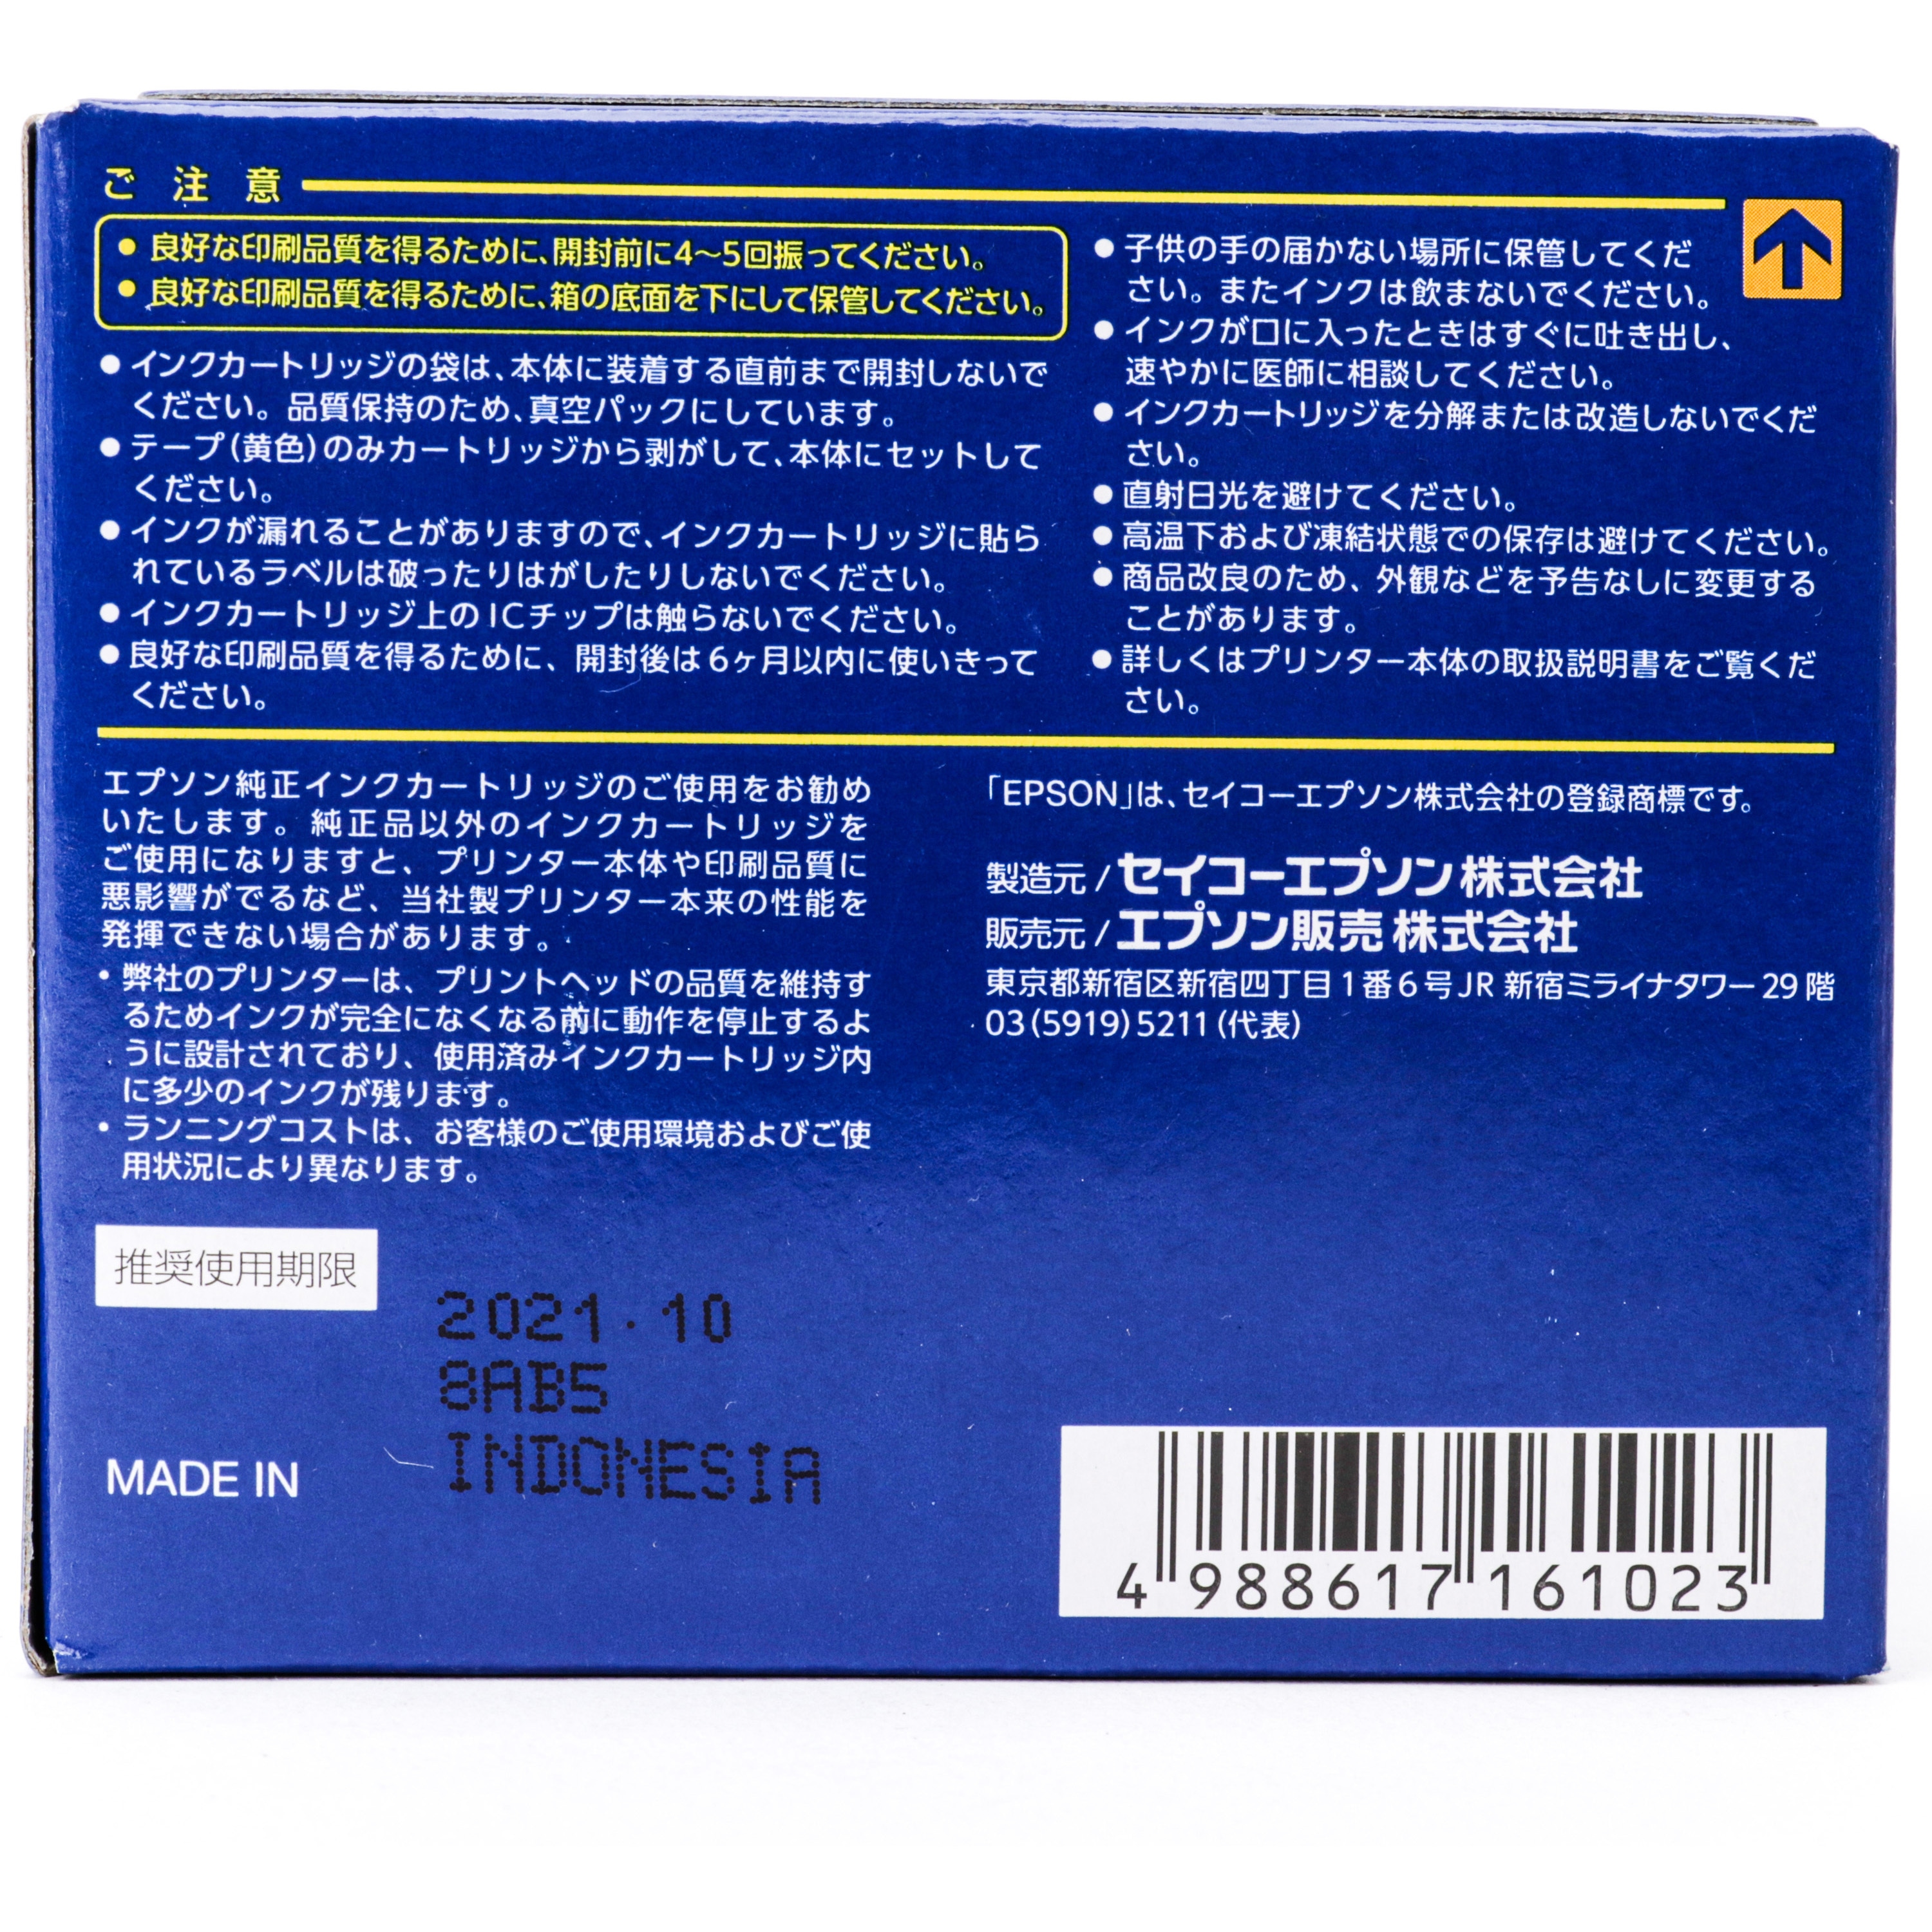 ご注意
● 良好な印刷品質を得るために、開封前に4〜5回振ってください。
● 良好な印刷品質を得るために、箱の底面を下にして保管してください。
● インクカートリッジの袋は、本体に装着する直前まで開封しないで
ください。品質保持のため、真空パックにしています。
● テープ(黄色)のみカートリッジから剥がして、本体にセットして
ください。
● インクが漏れることがありますので、インクカートリッジに貼ら
れているラベルは破ったりはがしたりしないでください。
● インクカートリッジ上のICチップは触らないでください。
● 良好な印刷品質を得るために、開封後は6ヶ月以内に使いきって
ください。
● 子供の手の届かない場所に保管してくだ
さい。またインクは飲まないでください。
● インクが口に入ったときはすぐに吐き出し、
速やかに医師に相談してください。
● インクカートリッジを分解または改造しないでくだ
さい。
● 直射日光を避けてください。
● 高温下および凍結状態での保存は避けてください。
● 商品改良のため、外観などを予告なしに変更する
ことがあります。
● 詳しくはプリンター本体の取扱説明書をご覧くだ
さい。
エプソン純正インクカートリッジのご使用をお勧め
いたします。純正品以外のインクカートリッジを
ご使用になりますと、プリンター本体や印刷品質に
悪影響がでるなど、当社製プリンター本来の性能を
発揮できない場合があります。
・弊社のプリンターは、プリントヘッドの品質を維持す
るためインクが完全になくなる前に動作を停止するよ
うに設計されており、使用済みインクカートリッジ内
に多少のインクが残ります。
・ランニングコストは、お客様のご使用環境およびご使
用状況により異なります。
「EPSON」は、セイコーエプソン株式会社の登録商標です。
製造元 / セイコーエプソン株式会社
販売元 / エプソン販売株式会社
東京都新宿区新宿四丁目1番6号JR新宿ミライナタワー29階
03(5919)5211(代表)
推奨使用期限
2021・10
8AB5
MADE IN INDONESIA
4 988617 161023